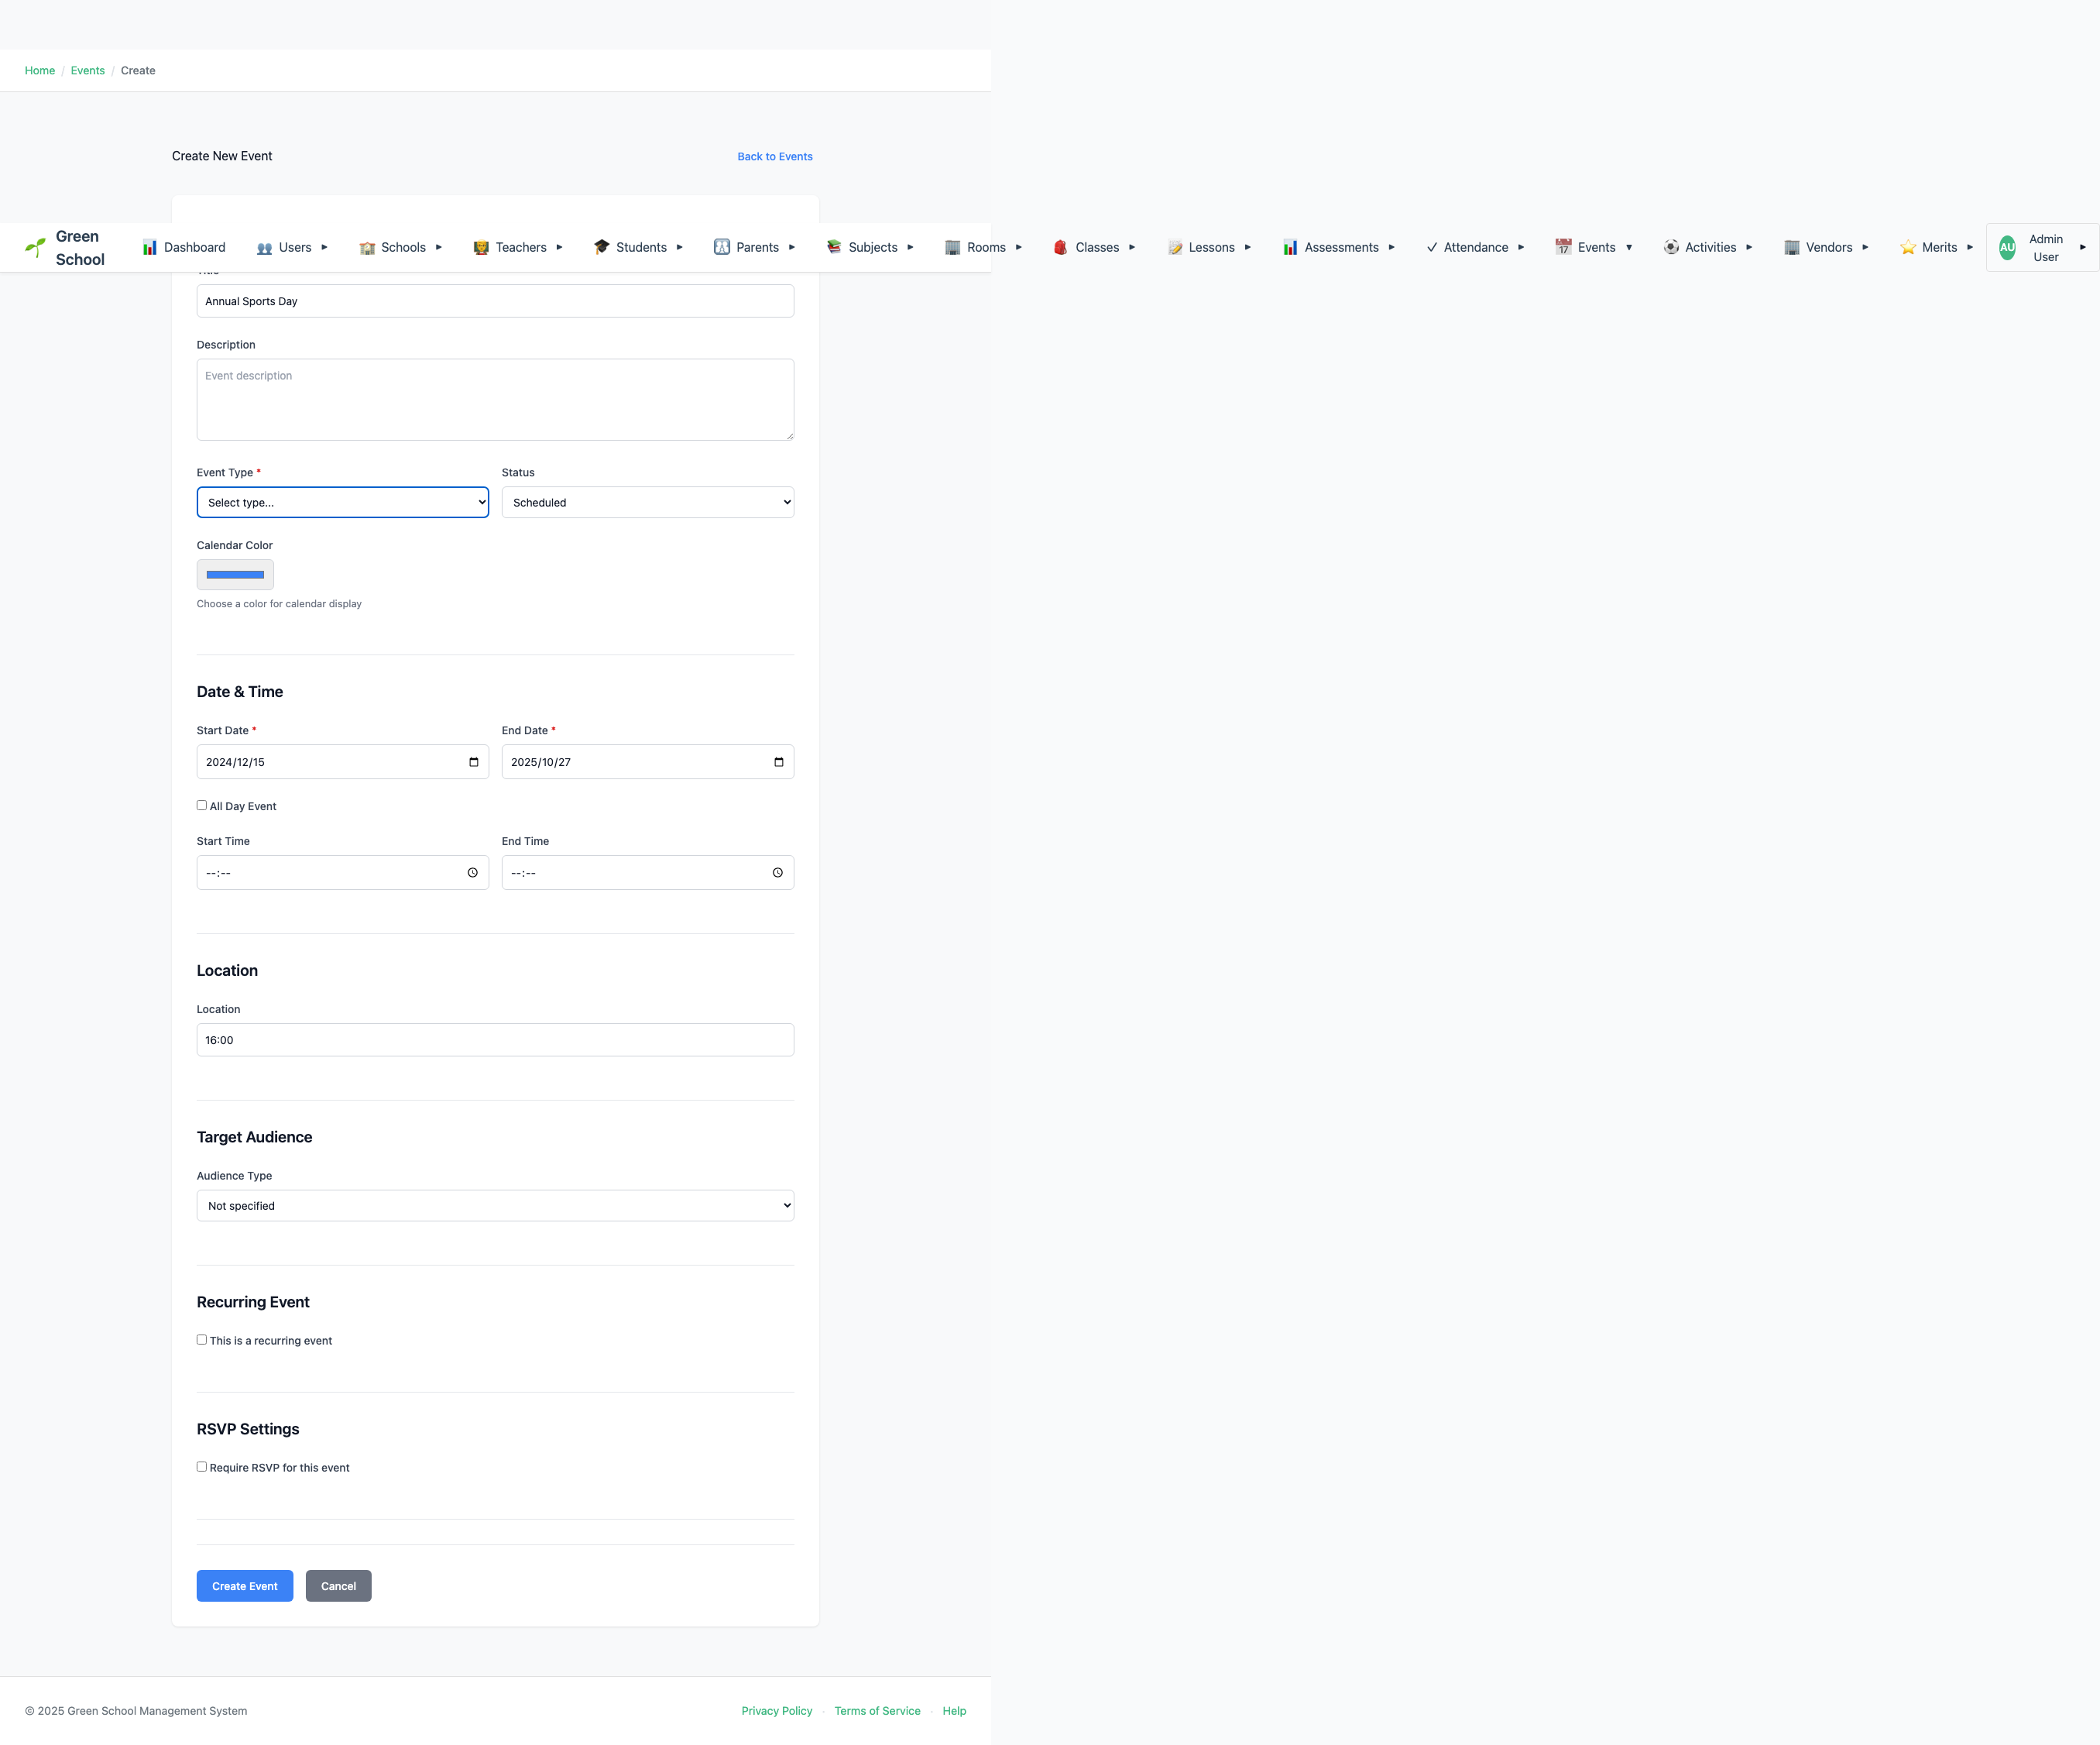 Home / Events / Create
Create New Event
Back to Events
Green School
Dashboard
Users
Schools
Teachers
Students
Parents
Subjects
Rooms
Classes
Lessons
Assessments
Attendance
Events
Activities
Vendors
Merits
AU
Admin User
Annual Sports Day
Description
Event description
Event Type *
Status
Select type...
Scheduled
Calendar Color
Choose a color for calendar display
Date & Time
Start Date *
End Date *
2024/12/15
2025/10/27
All Day Event
Start Time
End Time
--:--
--:--
Location
Location
16:00
Target Audience
Audience Type
Not specified
Recurring Event
This is a recurring event
RSVP Settings
Require RSVP for this event
Create Event
Cancel
© 2025 Green School Management System
Privacy Policy · Terms of Service · Help